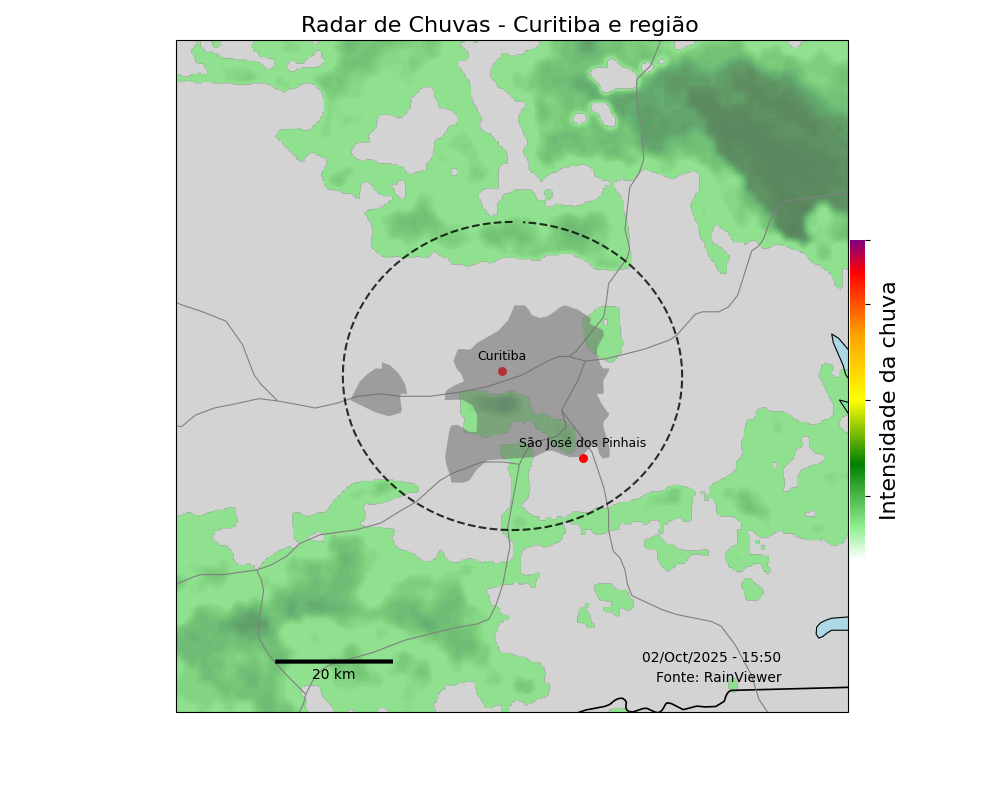 Radar de Chuvas - Curitiba e região
Curitiba
São José dos Pinhais
Intensidade da chuva
02/Oct/2025 - 15:50
Fonte: RainViewer
20 km